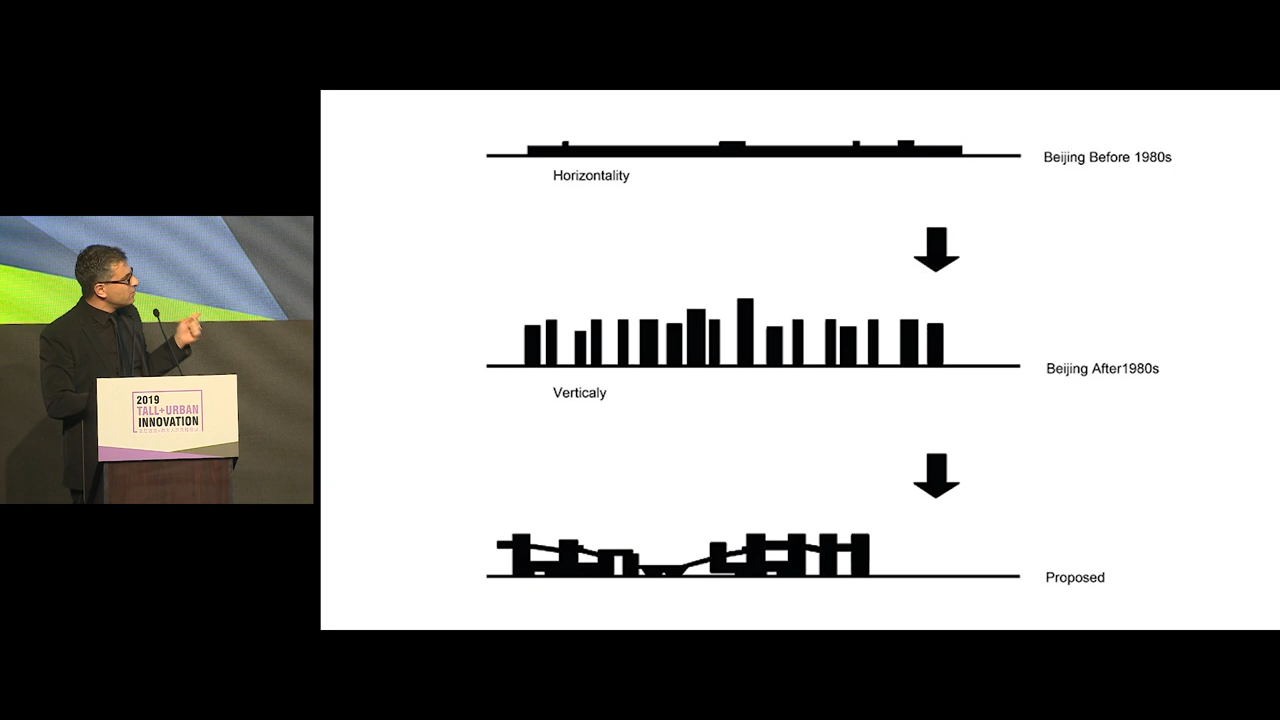 Beijing Before 1980s
Horizontality
Beijing After1980s
Verticaly
Proposed
2019
TALL+URBAN
INNOVATION